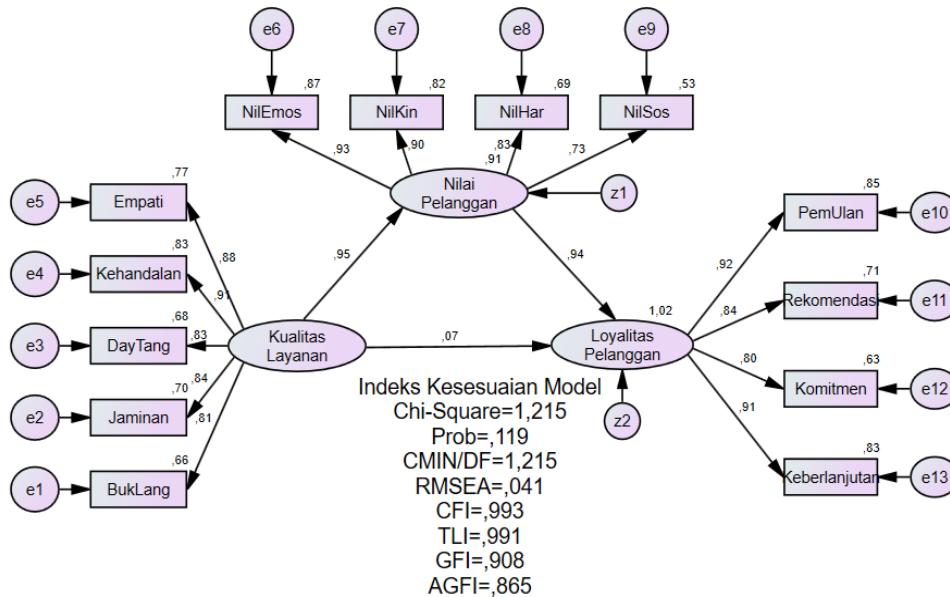 e6
e7
e8
e9
,87
,82
,69
,53
NilEmos
NilKin
NilHar
NilSos
,93
,90
,83
,73
,91
Nilai
Pelanggan
z1
,77
e5
Empati
,88
,83
e4
Kehandalan
,91
,68
e3
DayTang
,83
,70
e2
Jaminan
,84
,66
e1
BukLang
,81
,95
,94
Kualitas
Layanan
,07
1,02
Loyalitas
Pelanggan
z2
,85
PemUlan
e10
,92
,71
Rekomendasi
e11
,84
,63
Komitmen
e12
,80
,83
Keberlanjutan
e13
,91
Indeks Kesesuaian Model
Chi-Square=1,215
Prob=,119
CMIN/DF=1,215
RMSEA=,041
CFI=,993
TLI=,991
GFI=,908
AGFI=,865